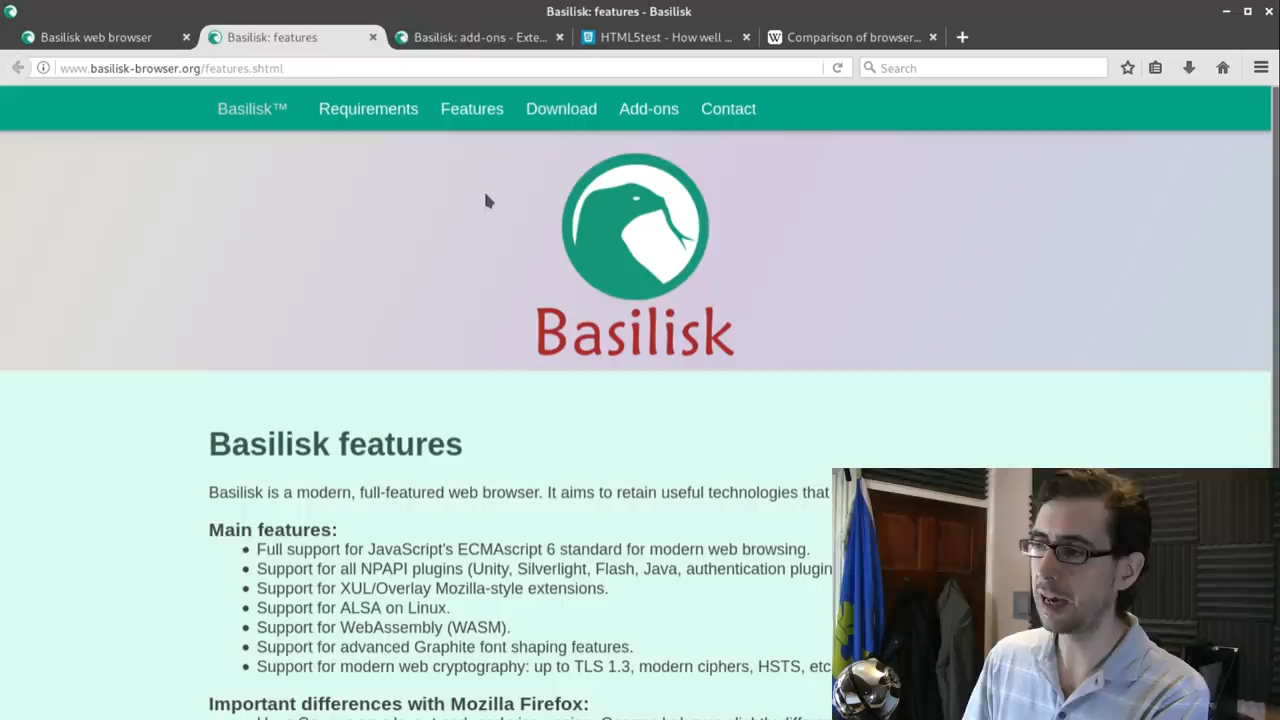 Basilisk: features - Basilisk
Basilisk web browser
Basilisk: features
Basilisk: add-ons - Exte...
HTML5test - How well ...
Comparison of browser...
www.basilisk-browser.org/features.shtml
Search
Basilisk™ Requirements Features Download Add-ons Contact
Basilisk
Basilisk features
Basilisk is a modern, full-featured web browser. It aims to retain useful technologies that
Main features:
• Full support for JavaScript's ECMAscript 6 standard for modern web browsing.
• Support for all NPAPI plugins (Unity, Silverlight, Flash, Java, authentication plugin
• Support for XUL/Overlay Mozilla-style extensions.
• Support for ALSA on Linux.
• Support for WebAssembly (WASM).
• Support for advanced Graphite font shaping features.
• Support for modern web cryptography: up to TLS 1.3, modern ciphers, HSTS, etc
Important differences with Mozilla Firefox: